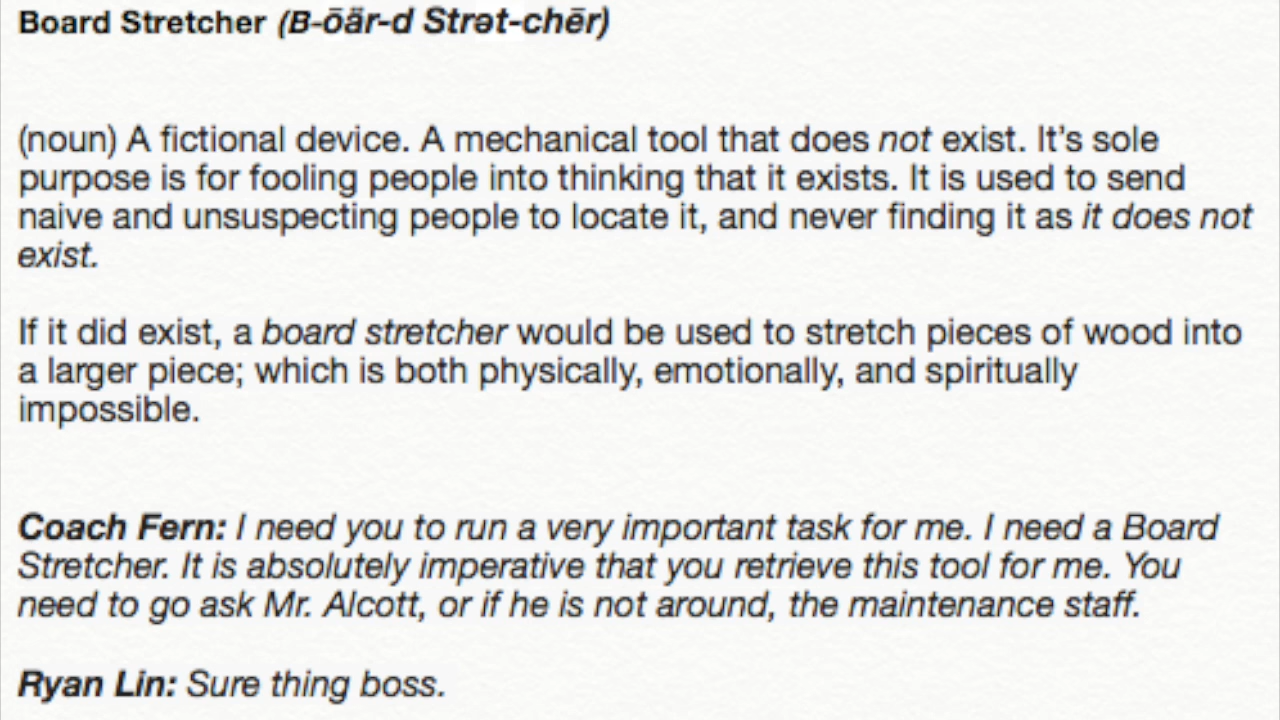 Board Stretcher (B-ōär-d Strət-chēr)
(noun) A fictional device. A mechanical tool that does not exist. It's sole
purpose is for fooling people into thinking that it exists. It is used to send
naive and unsuspecting people to locate it, and never finding it as it does not
exist.
If it did exist, a board stretcher would be used to stretch pieces of wood into
a larger piece; which is both physically, emotionally, and spiritually
impossible.
Coach Fern: I need you to run a very important task for me. I need a Board
Stretcher. It is absolutely imperative that you retrieve this tool for me. You
need to go ask Mr. Alcott, or if he is not around, the maintenance staff.
Ryan Lin: Sure thing boss.